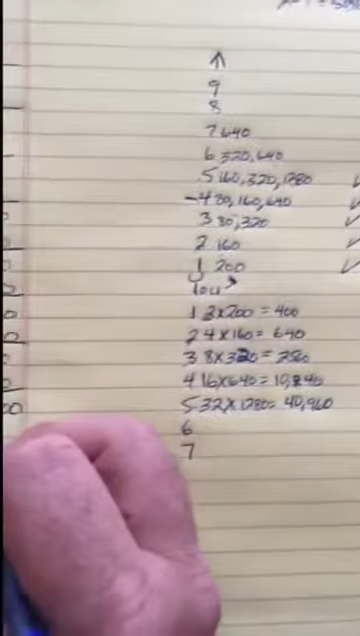 ↑
9
8
7 640
6 320,640
5 160,320,1280
-4 80,160,640
3 80,320
2 160
1 200
You
1 2x200 = 400
2 4x160 = 640
3 8x320 = 2560
4 16x640 = 10,240
5 32x1280 = 40,960
6
7